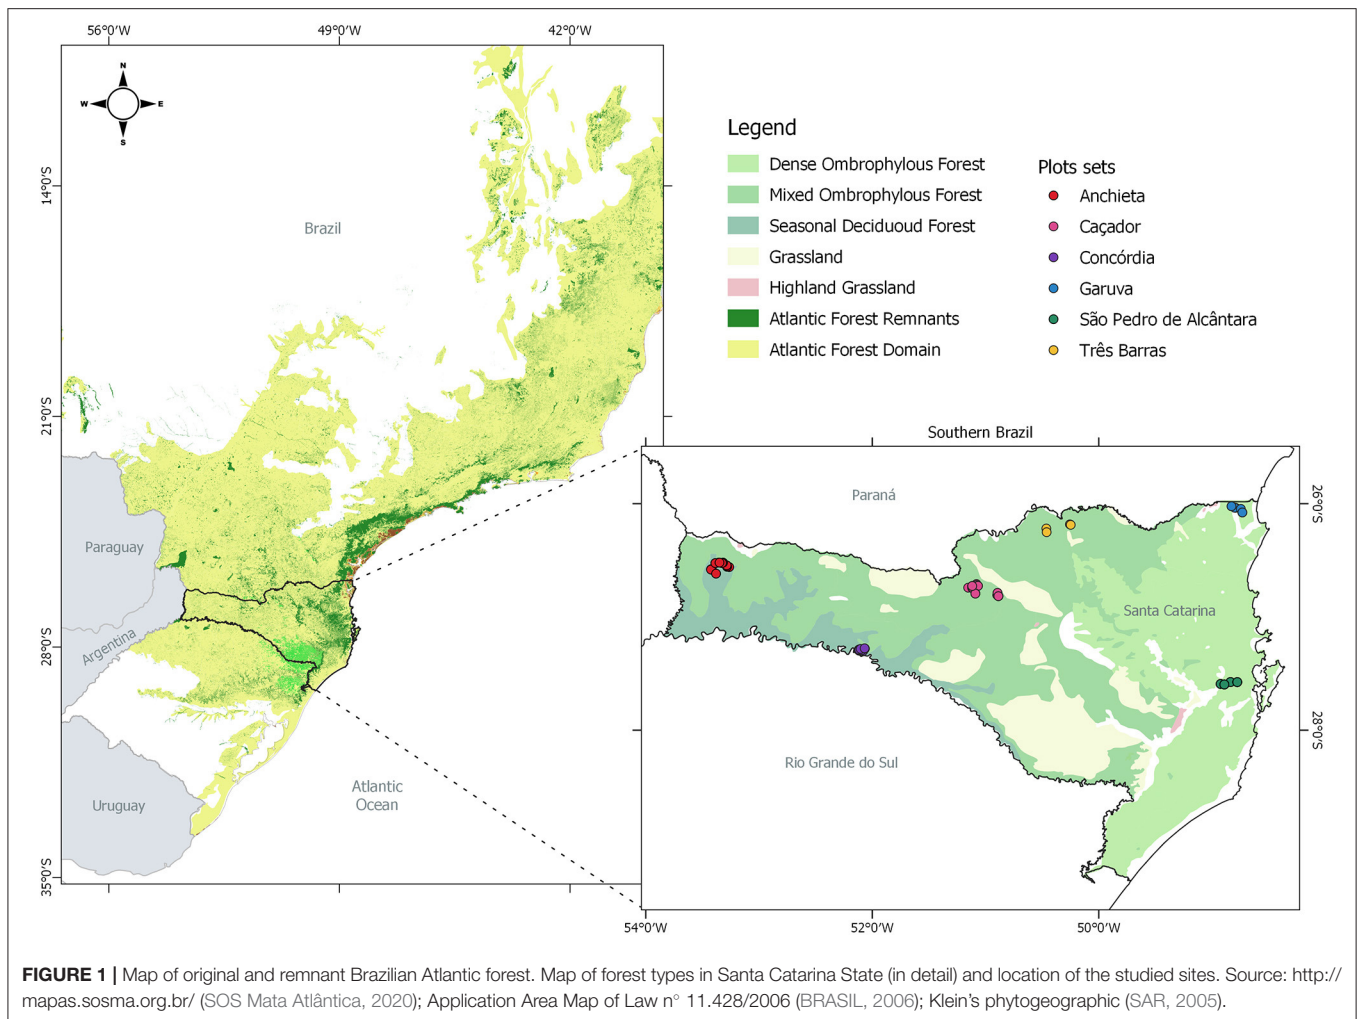 56°0'W 49°0'W 42°0'W
N
W E
S
14°0'S
21°0'S
28°0'S
35°0'S
Brazil
Paraguay
Argentina
Uruguay
Atlantic
Ocean
Legend
Dense Ombrophylous Forest
Mixed Ombrophylous Forest
Seasonal Deciduoud Forest
Grassland
Highland Grassland
Atlantic Forest Remnants
Atlantic Forest Domain
Plots sets
Anchieta
Caçador
Concórdia
Garuva
São Pedro de Alcântara
Três Barras
Southern Brazil
Paraná
Santa Catarina
Rio Grande do Sul
26°0'S
28°0'S
54°0'W 52°0'W 50°0'W
FIGURE 1 | Map of original and remnant Brazilian Atlantic forest. Map of forest types in Santa Catarina State (in detail) and location of the studied sites. Source: http://
mapas.sosma.org.br/ (SOS Mata Atlântica, 2020); Application Area Map of Law n° 11.428/2006 (BRASIL, 2006); Klein's phytogeographic (SAR, 2005).